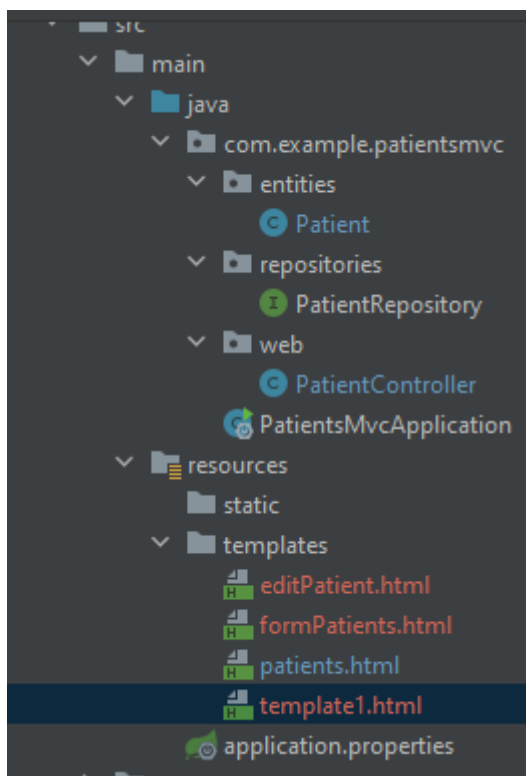 src
main
java
com.example.patientsmvc
entities
C Patient
repositories
I PatientRepository
web
C PatientController
PatientsMvcApplication
resources
static
templates
H editPatient.html
H formPatients.html
H patients.html
H template1.html
application.properties